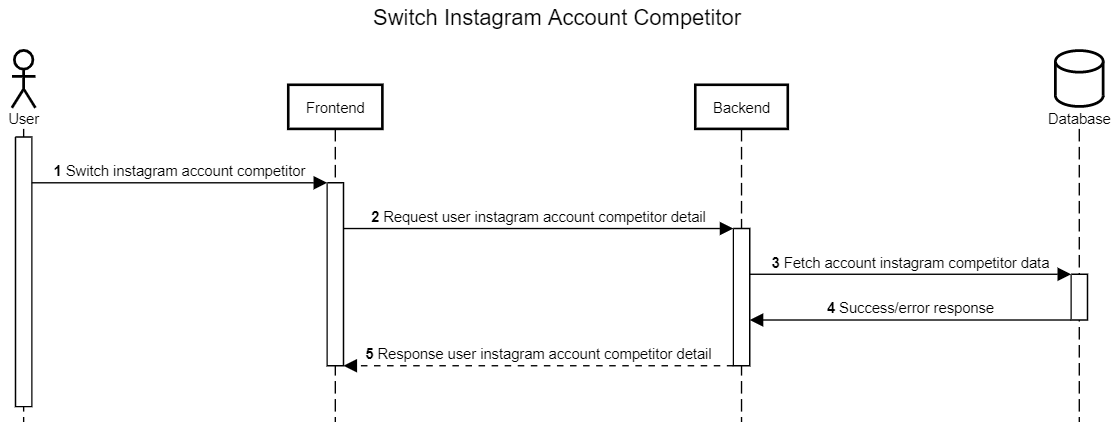 Switch Instagram Account Competitor
User
Frontend
Backend
Database
1 Switch instagram account competitor
2 Request user instagram account competitor detail
3 Fetch account instagram competitor data
4 Success/error response
5 Response user instagram account competitor detail